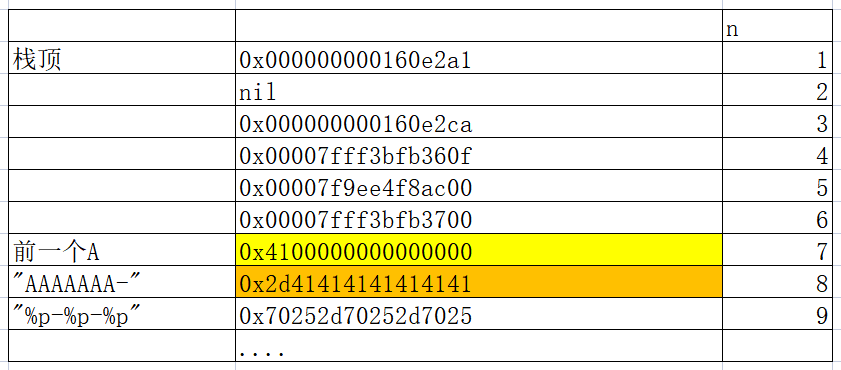 n
栈顶 0x000000000160e2a1 1
nil 2
0x000000000160e2ca 3
0x00007fff3bfb360f 4
0x00007f9ee4f8ac00 5
0x00007fff3bfb3700 6
前一个A 0x4100000000000000 7
"AAAAAAA-" 0x2d41414141414141 8
"%p-%p-%p" 0x70252d70252d7025 9
....